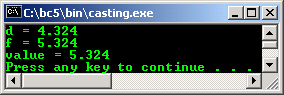 C:\bc5\bin\casting.exe
d = 4.324
f = 5.324
value = 5.324
Press any key to continue . . .